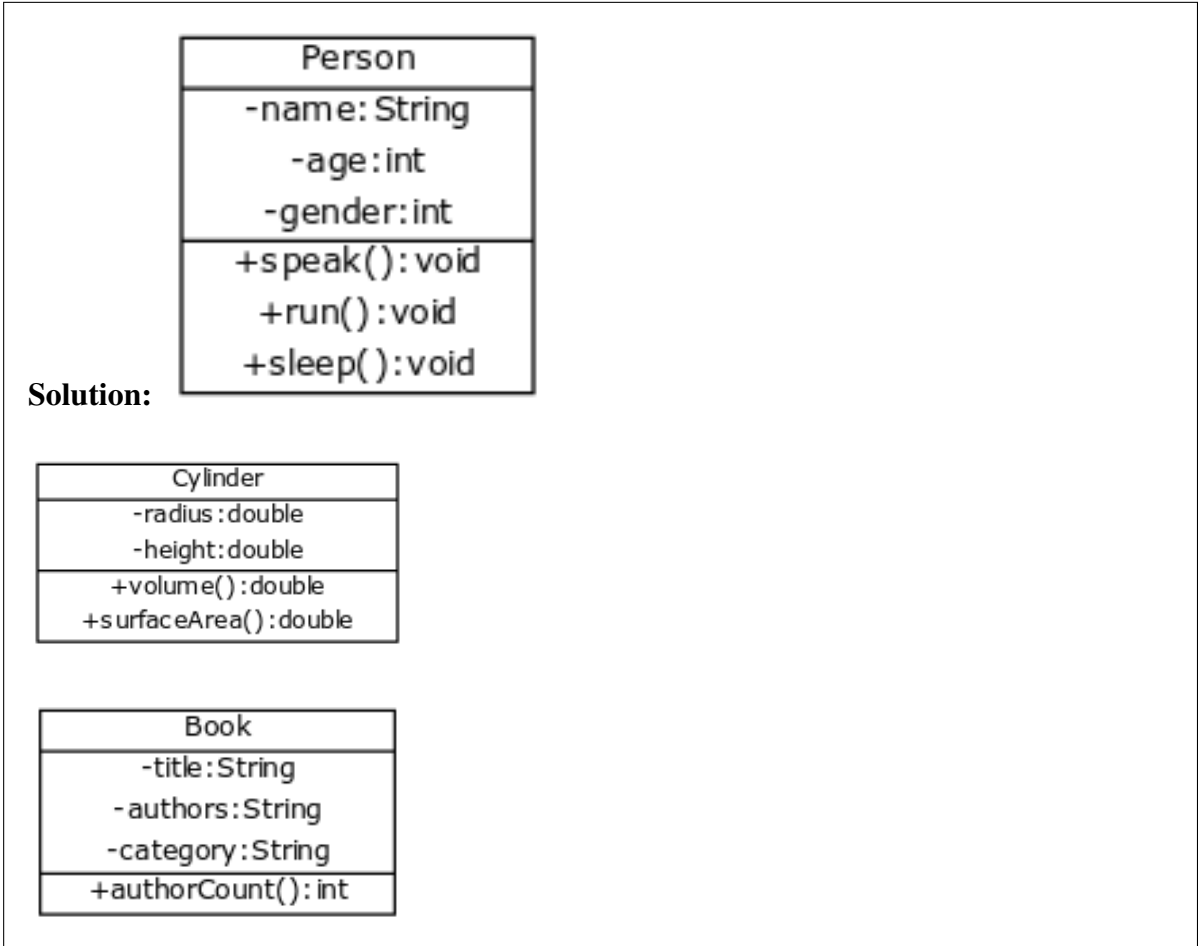 Person
-name:String
-age:int
-gender:int
+speak():void
+run():void
+sleep():void
Solution:
Cylinder
-radius:double
-height:double
+volume():double
+surfaceArea():double
Book
-title:String
-authors:String
-category:String
+authorCount():int